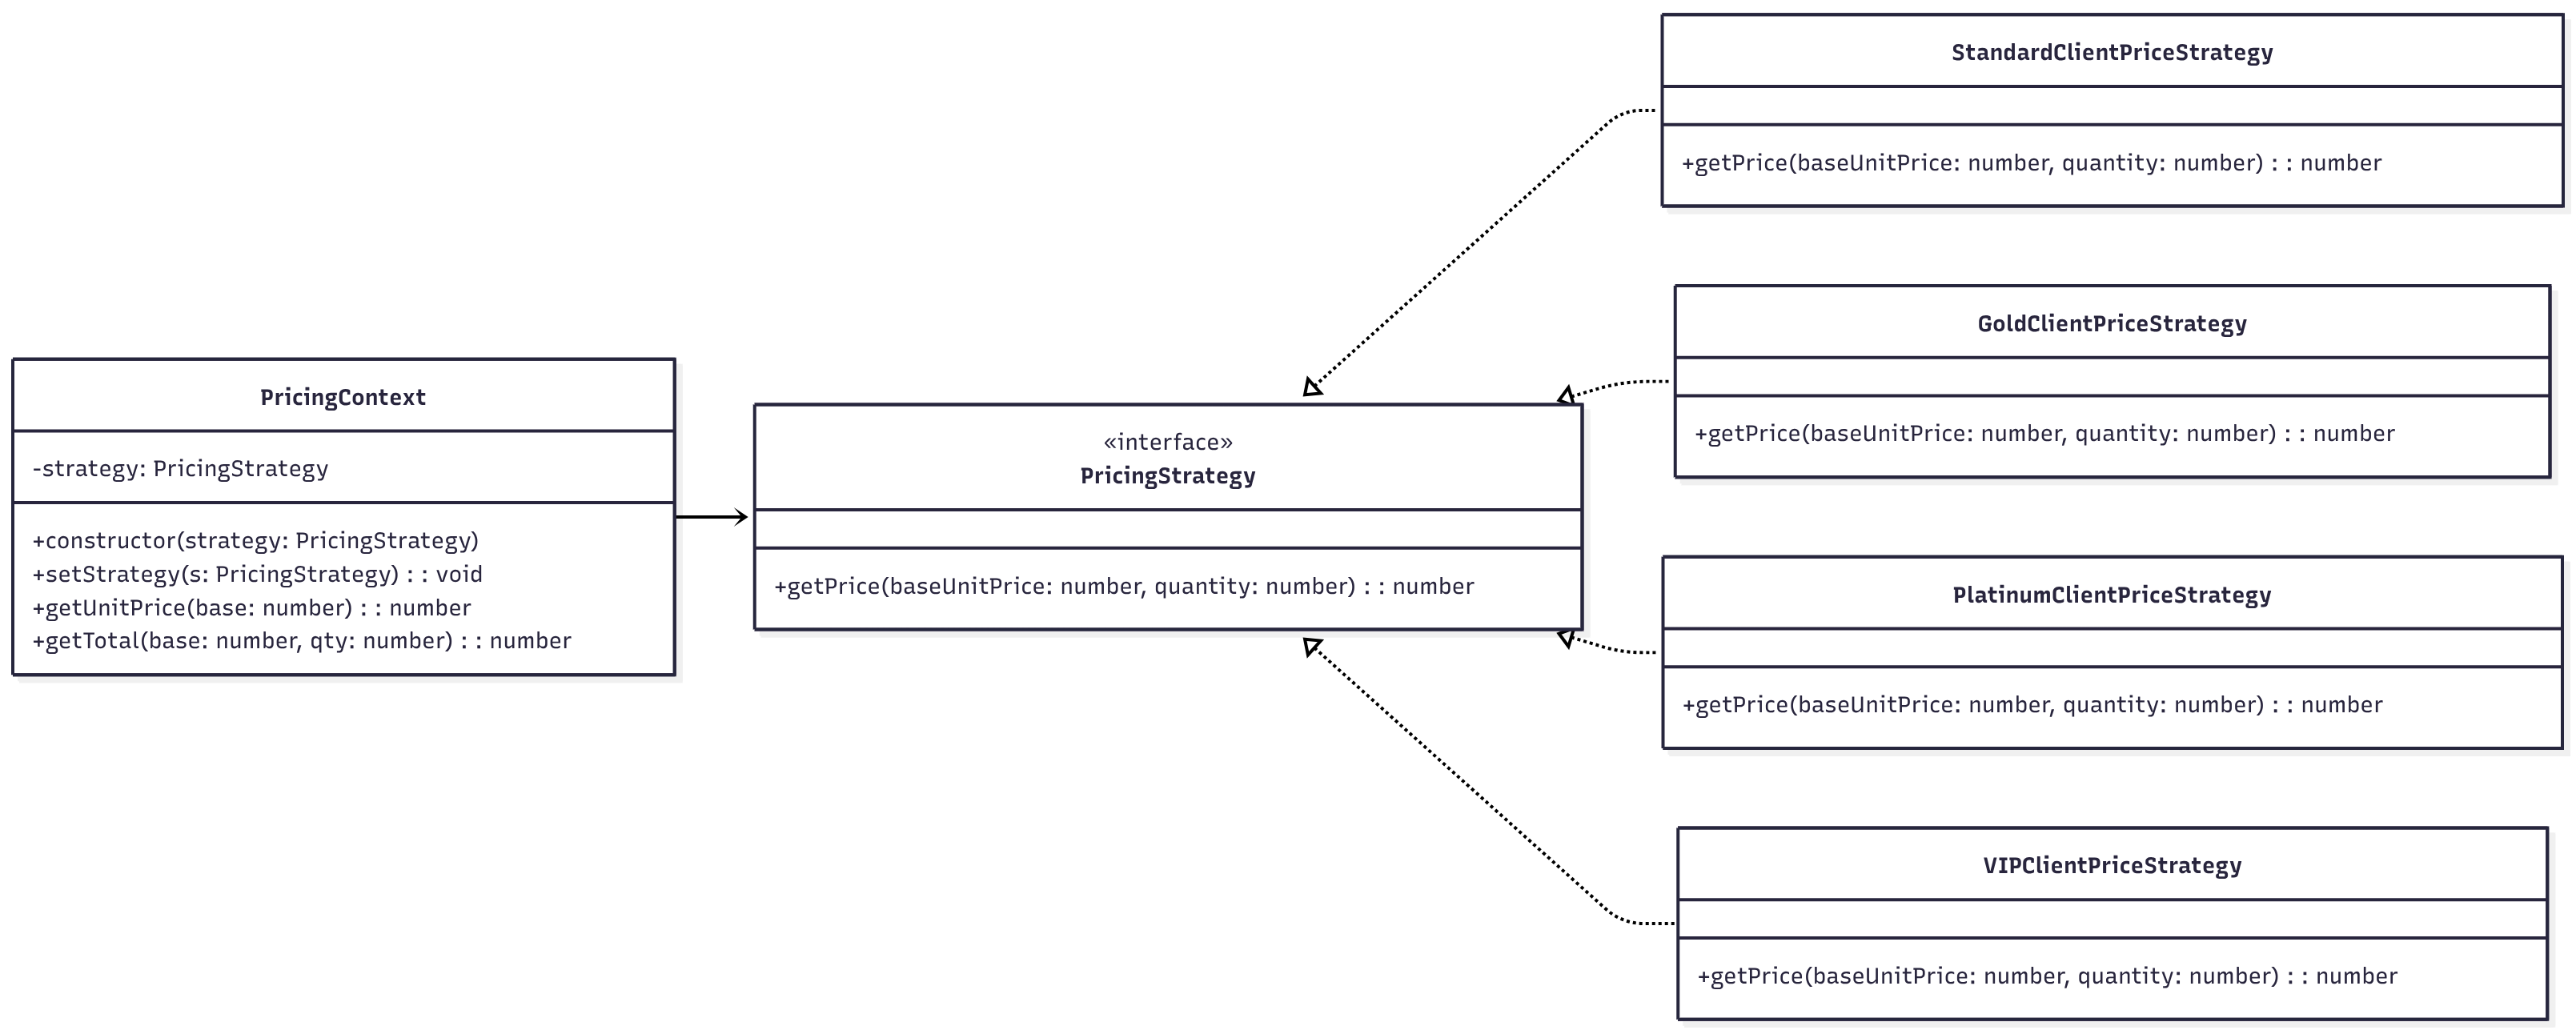 PricingContext
-strategy: PricingStrategy
+constructor(strategy: PricingStrategy)
+setStrategy(s: PricingStrategy) : : void
+getUnitPrice(base: number) : : number
+getTotal(base: number, qty: number) : : number
«interface»
PricingStrategy
+getPrice(baseUnitPrice: number, quantity: number) : : number
StandardClientPriceStrategy
+getPrice(baseUnitPrice: number, quantity: number) : : number
GoldClientPriceStrategy
+getPrice(baseUnitPrice: number, quantity: number) : : number
PlatinumClientPriceStrategy
+getPrice(baseUnitPrice: number, quantity: number) : : number
VIPClientPriceStrategy
+getPrice(baseUnitPrice: number, quantity: number) : : number